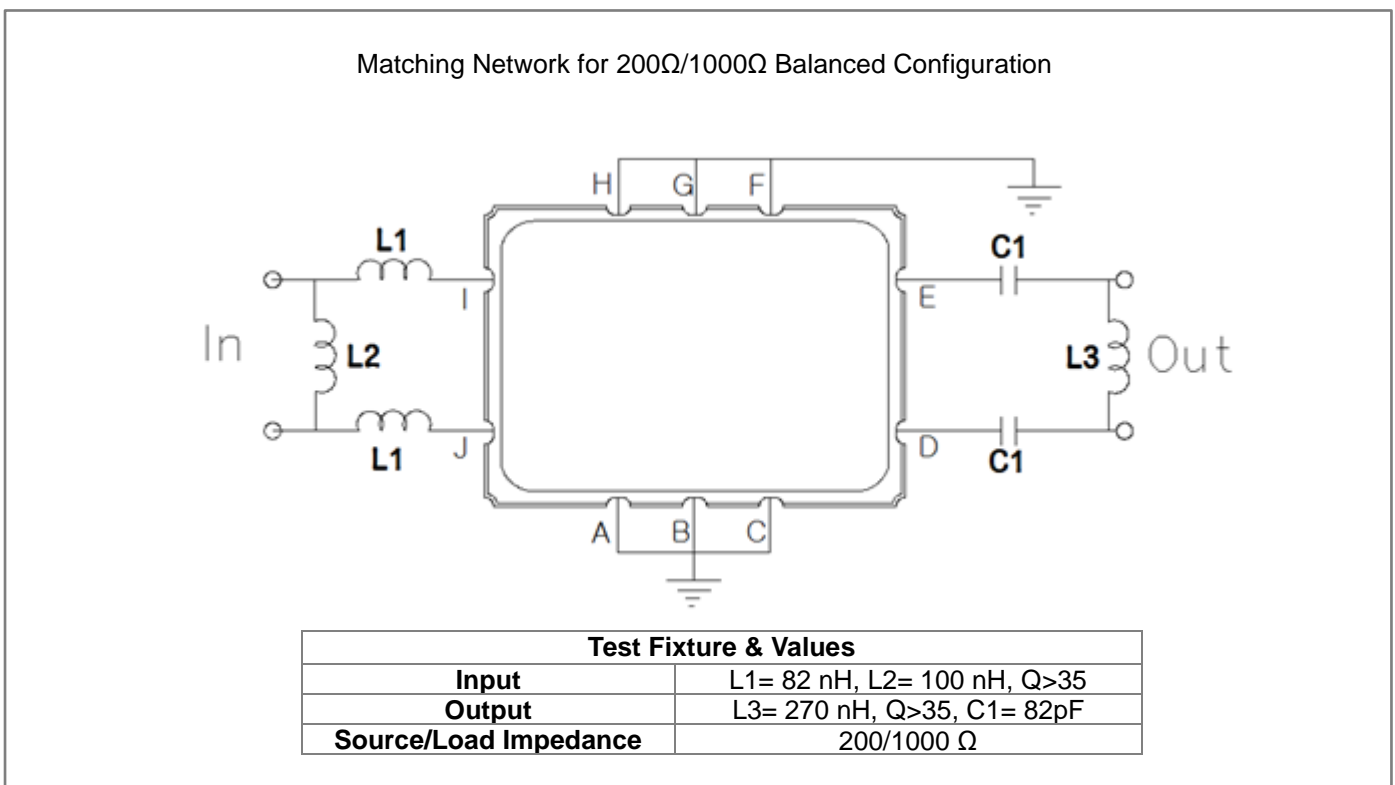 Matching Network for 200Ω/1000Ω Balanced Configuration
H G F
L1 C1
I E
In L2 L3 Out
J D
L1 C1
A B C
Test Fixture & Values
Input L1= 82 nH, L2= 100 nH, Q>35
Output L3= 270 nH, Q>35, C1= 82pF
Source/Load Impedance 200/1000 Ω